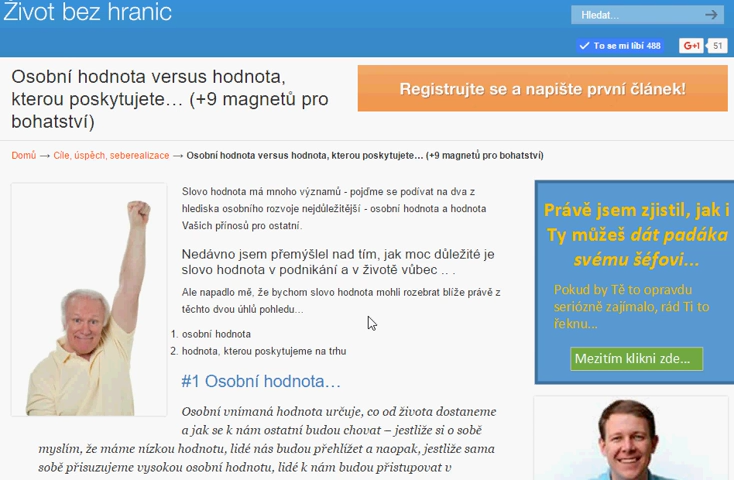 Život bez hranic
Hledat...
To se mi líbí 488
G+1 51
Osobní hodnota versus hodnota,
kterou poskytujete… (+9 magnetů pro
bohatství)
Registrujte se a napište první článek!
Domů → Cíle, úspěch, seberealizace → Osobní hodnota versus hodnota, kterou poskytujete… (+9 magnetů pro bohatství)
Slovo hodnota má mnoho významů - pojďme se podívat na dva z
hlediska osobního rozvoje nejdůležitější - osobní hodnota a hodnota
Vašich přínosů pro ostatní.
Nedávno jsem přemýšlel nad tím, jak moc důležité je
slovo hodnota v podnikání a v životě vůbec .. .
Ale napadlo mě, že bychom slovo hodnota mohli rozebrat blíže právě z
těchto dvou úhlů pohledu…
1. osobní hodnota
2. hodnota, kterou poskytujeme na trhu
#1 Osobní hodnota…
Osobní vnímaná hodnota určuje, co od života dostaneme
a jak se k nám ostatní budou chovat – jestliže si o sobě
myslím, že máme nízkou hodnotu, lidé nás budou přehlížet a naopak, jestliže sama
sobě přisuzujeme vysokou osobní hodnotu, lidé k nám budou přistupovat v
Právě jsem zjistil, jak i
Ty můžeš dát padáka
svému šéfovi...
Pokud by Tě to opravdu
seriózně zajímalo, rád Ti to
řeknu...
Mezitím klikni zde...